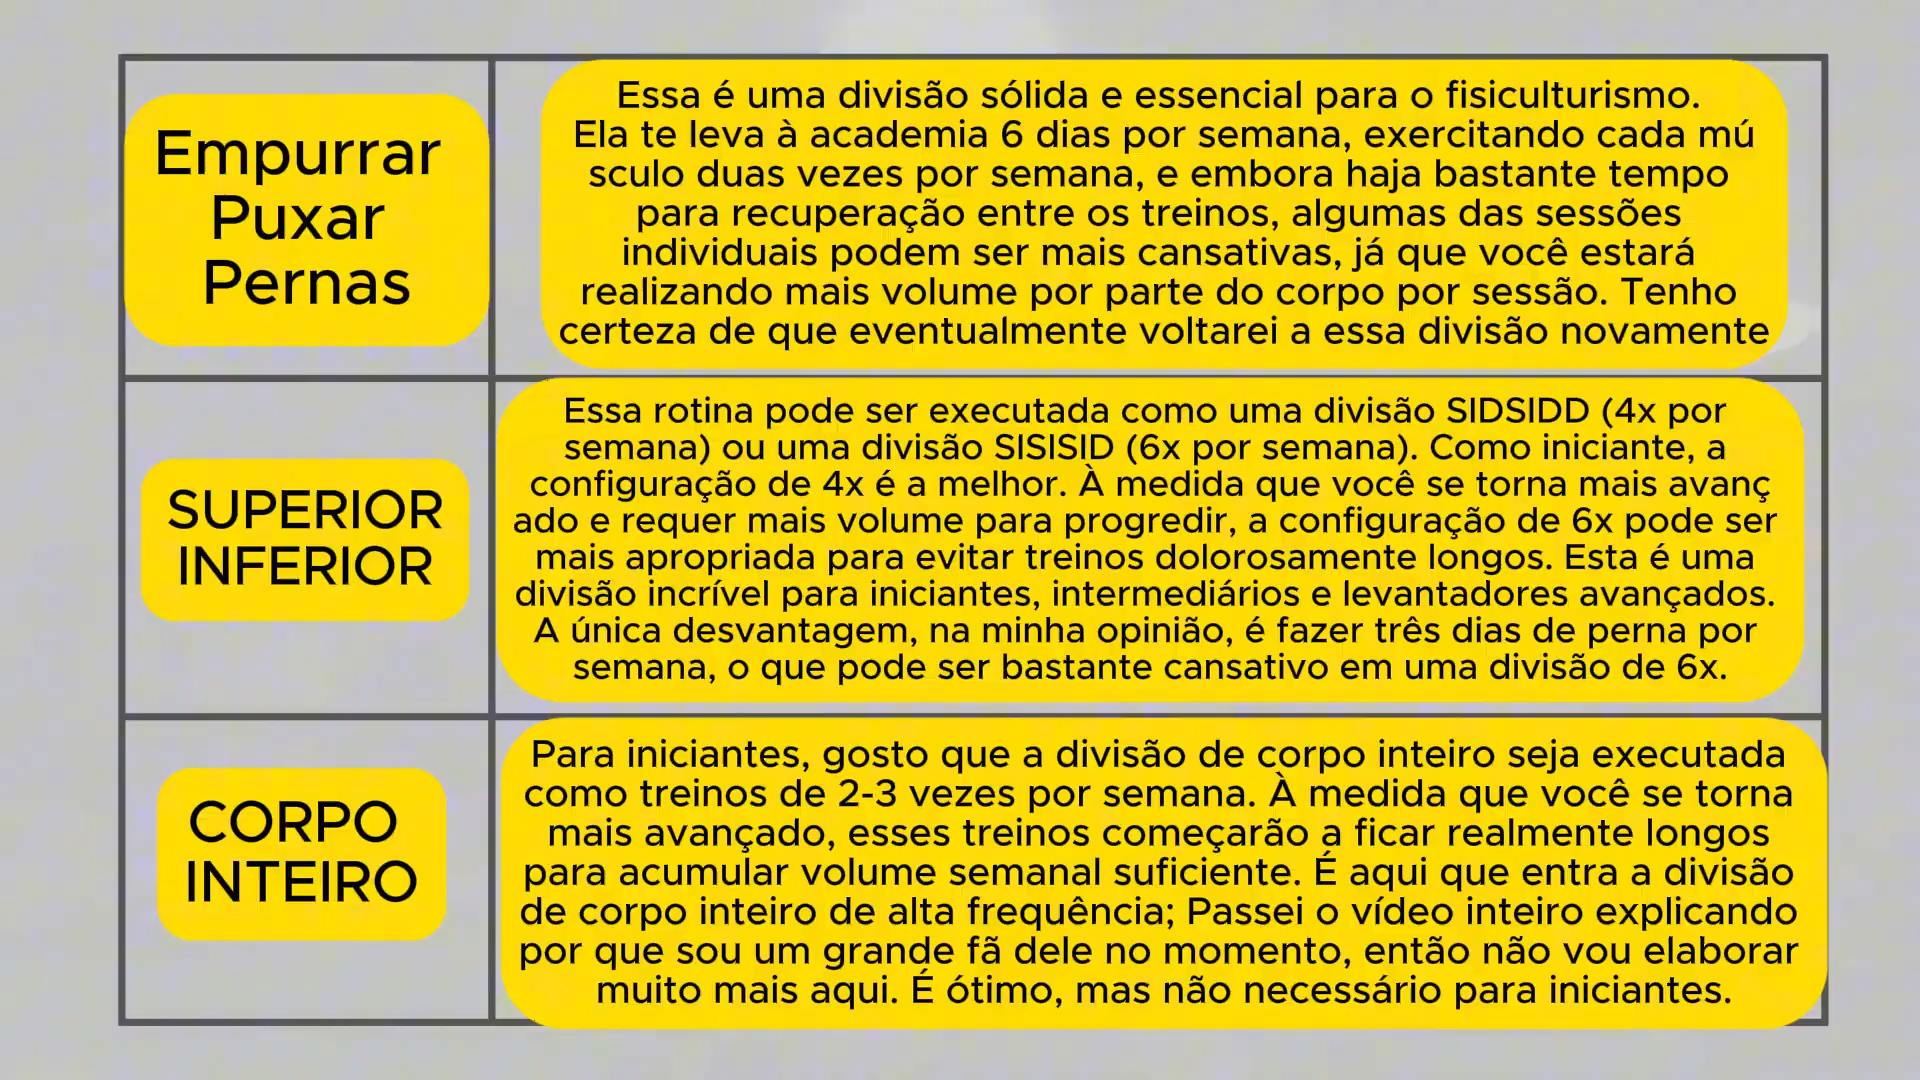 Empurrar
Puxar
Pernas
Essa é uma divisão sólida e essencial para o fisiculturismo.
Ela te leva à academia 6 dias por semana, exercitando cada mú
sculo duas vezes por semana, e embora haja bastante tempo
para recuperação entre os treinos, algumas das sessões
individuais podem ser mais cansativas, já que você estará
realizando mais volume por parte do corpo por sessão. Tenho
certeza de que eventualmente voltarei a essa divisão novamente
SUPERIOR
INFERIOR
Essa rotina pode ser executada como uma divisão SIDSIDD (4x por
semana) ou uma divisão SISISID (6x por semana). Como iniciante, a
configuração de 4x é a melhor. À medida que você se torna mais avanç
ado e requer mais volume para progredir, a configuração de 6x pode ser
mais apropriada para evitar treinos dolorosamente longos. Esta é uma
divisão incrível para iniciantes, intermediários e levantadores avançados.
A única desvantagem, na minha opinião, é fazer três dias de perna por
semana, o que pode ser bastante cansativo em uma divisão de 6x.
CORPO
INTEIRO
Para iniciantes, gosto que a divisão de corpo inteiro seja executada
como treinos de 2-3 vezes por semana. À medida que você se torna
mais avançado, esses treinos começarão a ficar realmente longos
para acumular volume semanal suficiente. É aqui que entra a divisão
de corpo inteiro de alta frequência; Passei o vídeo inteiro explicando
por que sou um grande fã dele no momento, então não vou elaborar
muito mais aqui. É ótimo, mas não necessário para iniciantes.